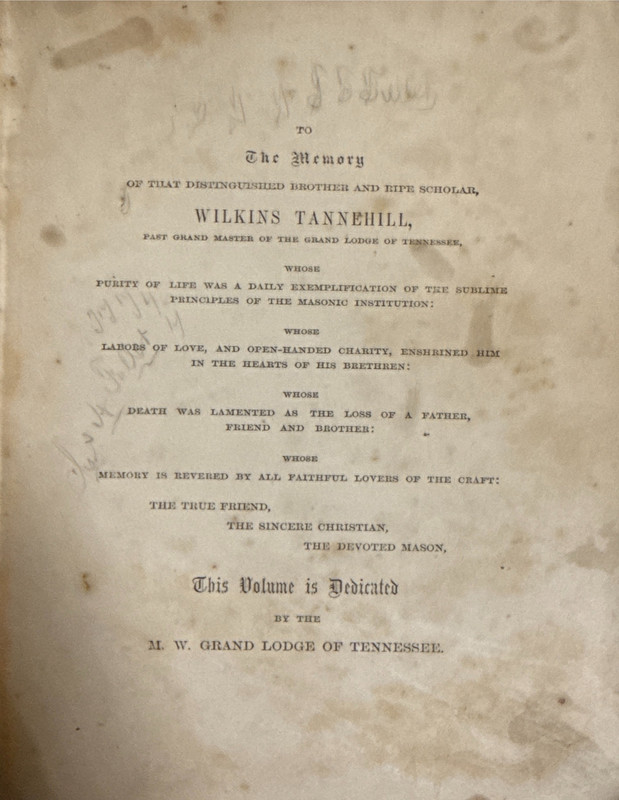 TO
The Memory
OF THAT DISTINGUISHED BROTHER AND RIPE SCHOLAR,
WILKINS TANNEHILL,
PAST GRAND MASTER OF THE GRAND LODGE OF TENNESSEE,
WHOSE
PURITY OF LIFE WAS A DAILY EXEMPLIFICATION OF THE SUBLIME
PRINCIPLES OF THE MASONIC INSTITUTION:
WHOSE
LABORS OF LOVE, AND OPEN-HANDED CHARITY, ENSHRINED HIM
IN THE HEARTS OF HIS BRETHREN:
WHOSE
DEATH WAS LAMENTED AS THE LOSS OF A FATHER,
FRIEND AND BROTHER:
WHOSE
MEMORY IS REVERED BY ALL FAITHFUL LOVERS OF THE CRAFT:
THE TRUE FRIEND,
THE SINCERE CHRISTIAN,
THE DEVOTED MASON,
This Volume is Dedicated
BY THE
M. W. GRAND LODGE OF TENNESSEE.